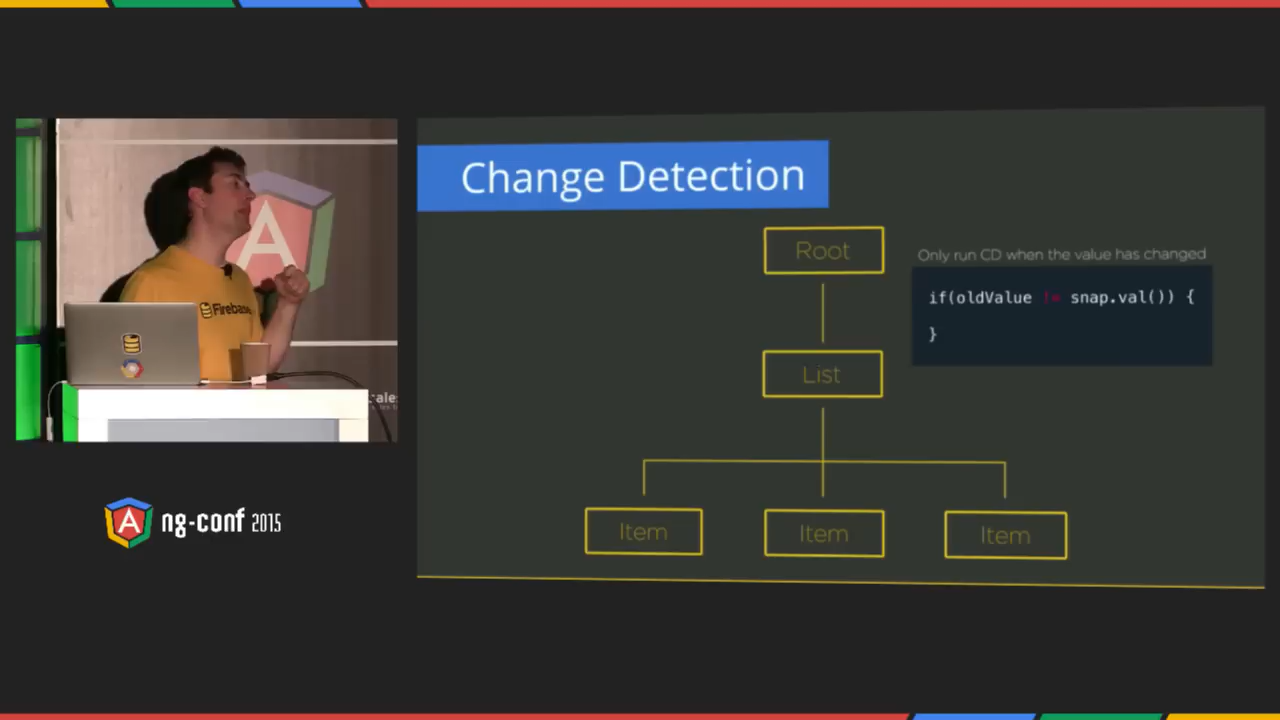 Change Detection
Root
Only run CD when the value has changed
if(oldValue != snap.val()) {
}
List
Item
Item
Item
Firebase
A
A
ng-conf 2015